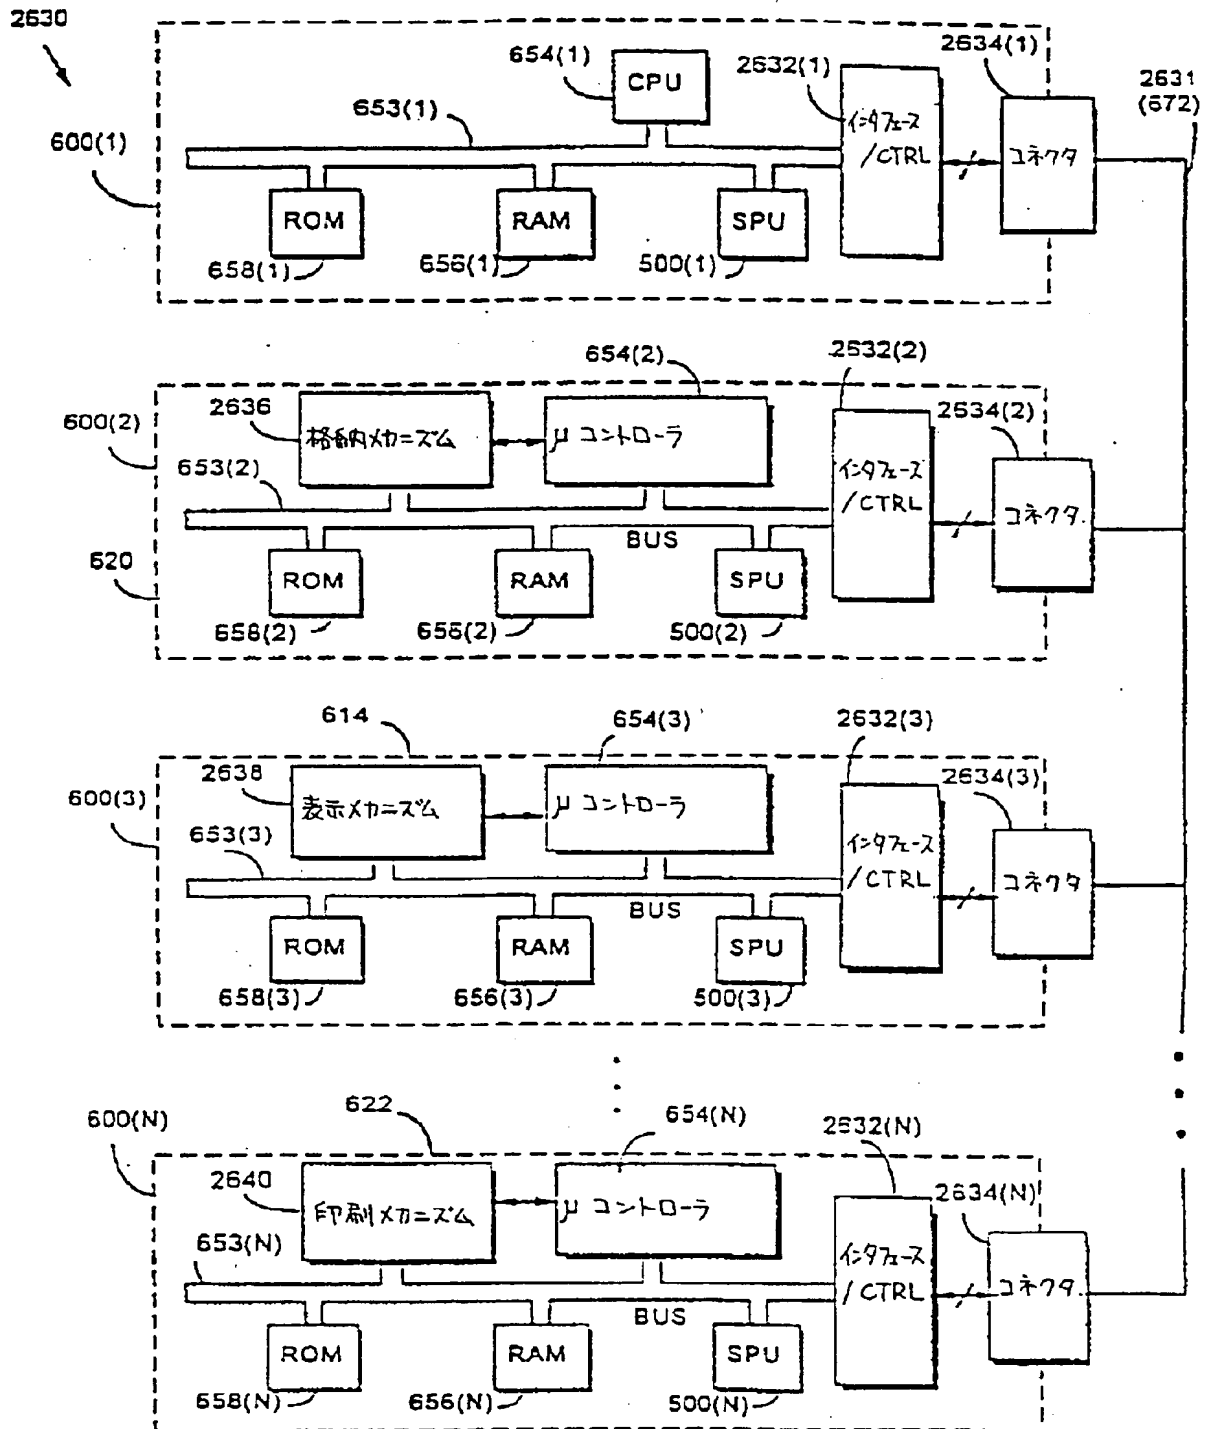 2630
654(1)
CPU
2632(1)
2634(1)
2631
(672)
653(1)
600(1)
インタフェース
/CTRL
コネクタ
ROM
RAM
SPU
658(1)
656(1)
500(1)
654(2)
2632(2)
600(2)
2636
格納メカニズム
μコントローラ
2634(2)
653(2)
インタフェース
/CTRL
コネクタ
BUS
620
ROM
RAM
SPU
658(2)
656(2)
500(2)
614
654(3)
2632(3)
600(3)
2638
表示メカニズム
μコントローラ
2634(3)
653(3)
インタフェース
/CTRL
コネクタ
BUS
ROM
RAM
SPU
658(3)
656(3)
500(3)
600(N)
622
654(N)
2632(N)
2640
印刷メカニズム
μコントローラ
2634(N)
653(N)
インタフェース
/CTRL
コネクタ
BUS
ROM
RAM
SPU
658(N)
656(N)
500(N)